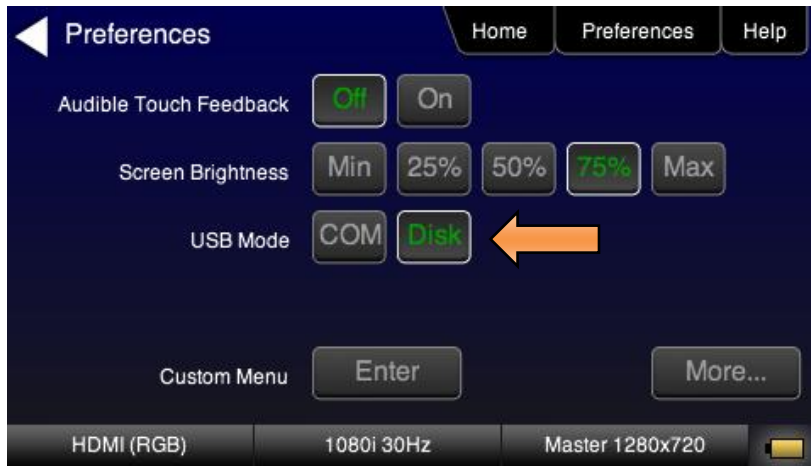 Preferences Home Preferences Help
Audible Touch Feedback Off On
Screen Brightness Min 25% 50% 75% Max
USB Mode COM Disk
Custom Menu Enter More...
HDMI (RGB) 1080i 30Hz Master 1280x720